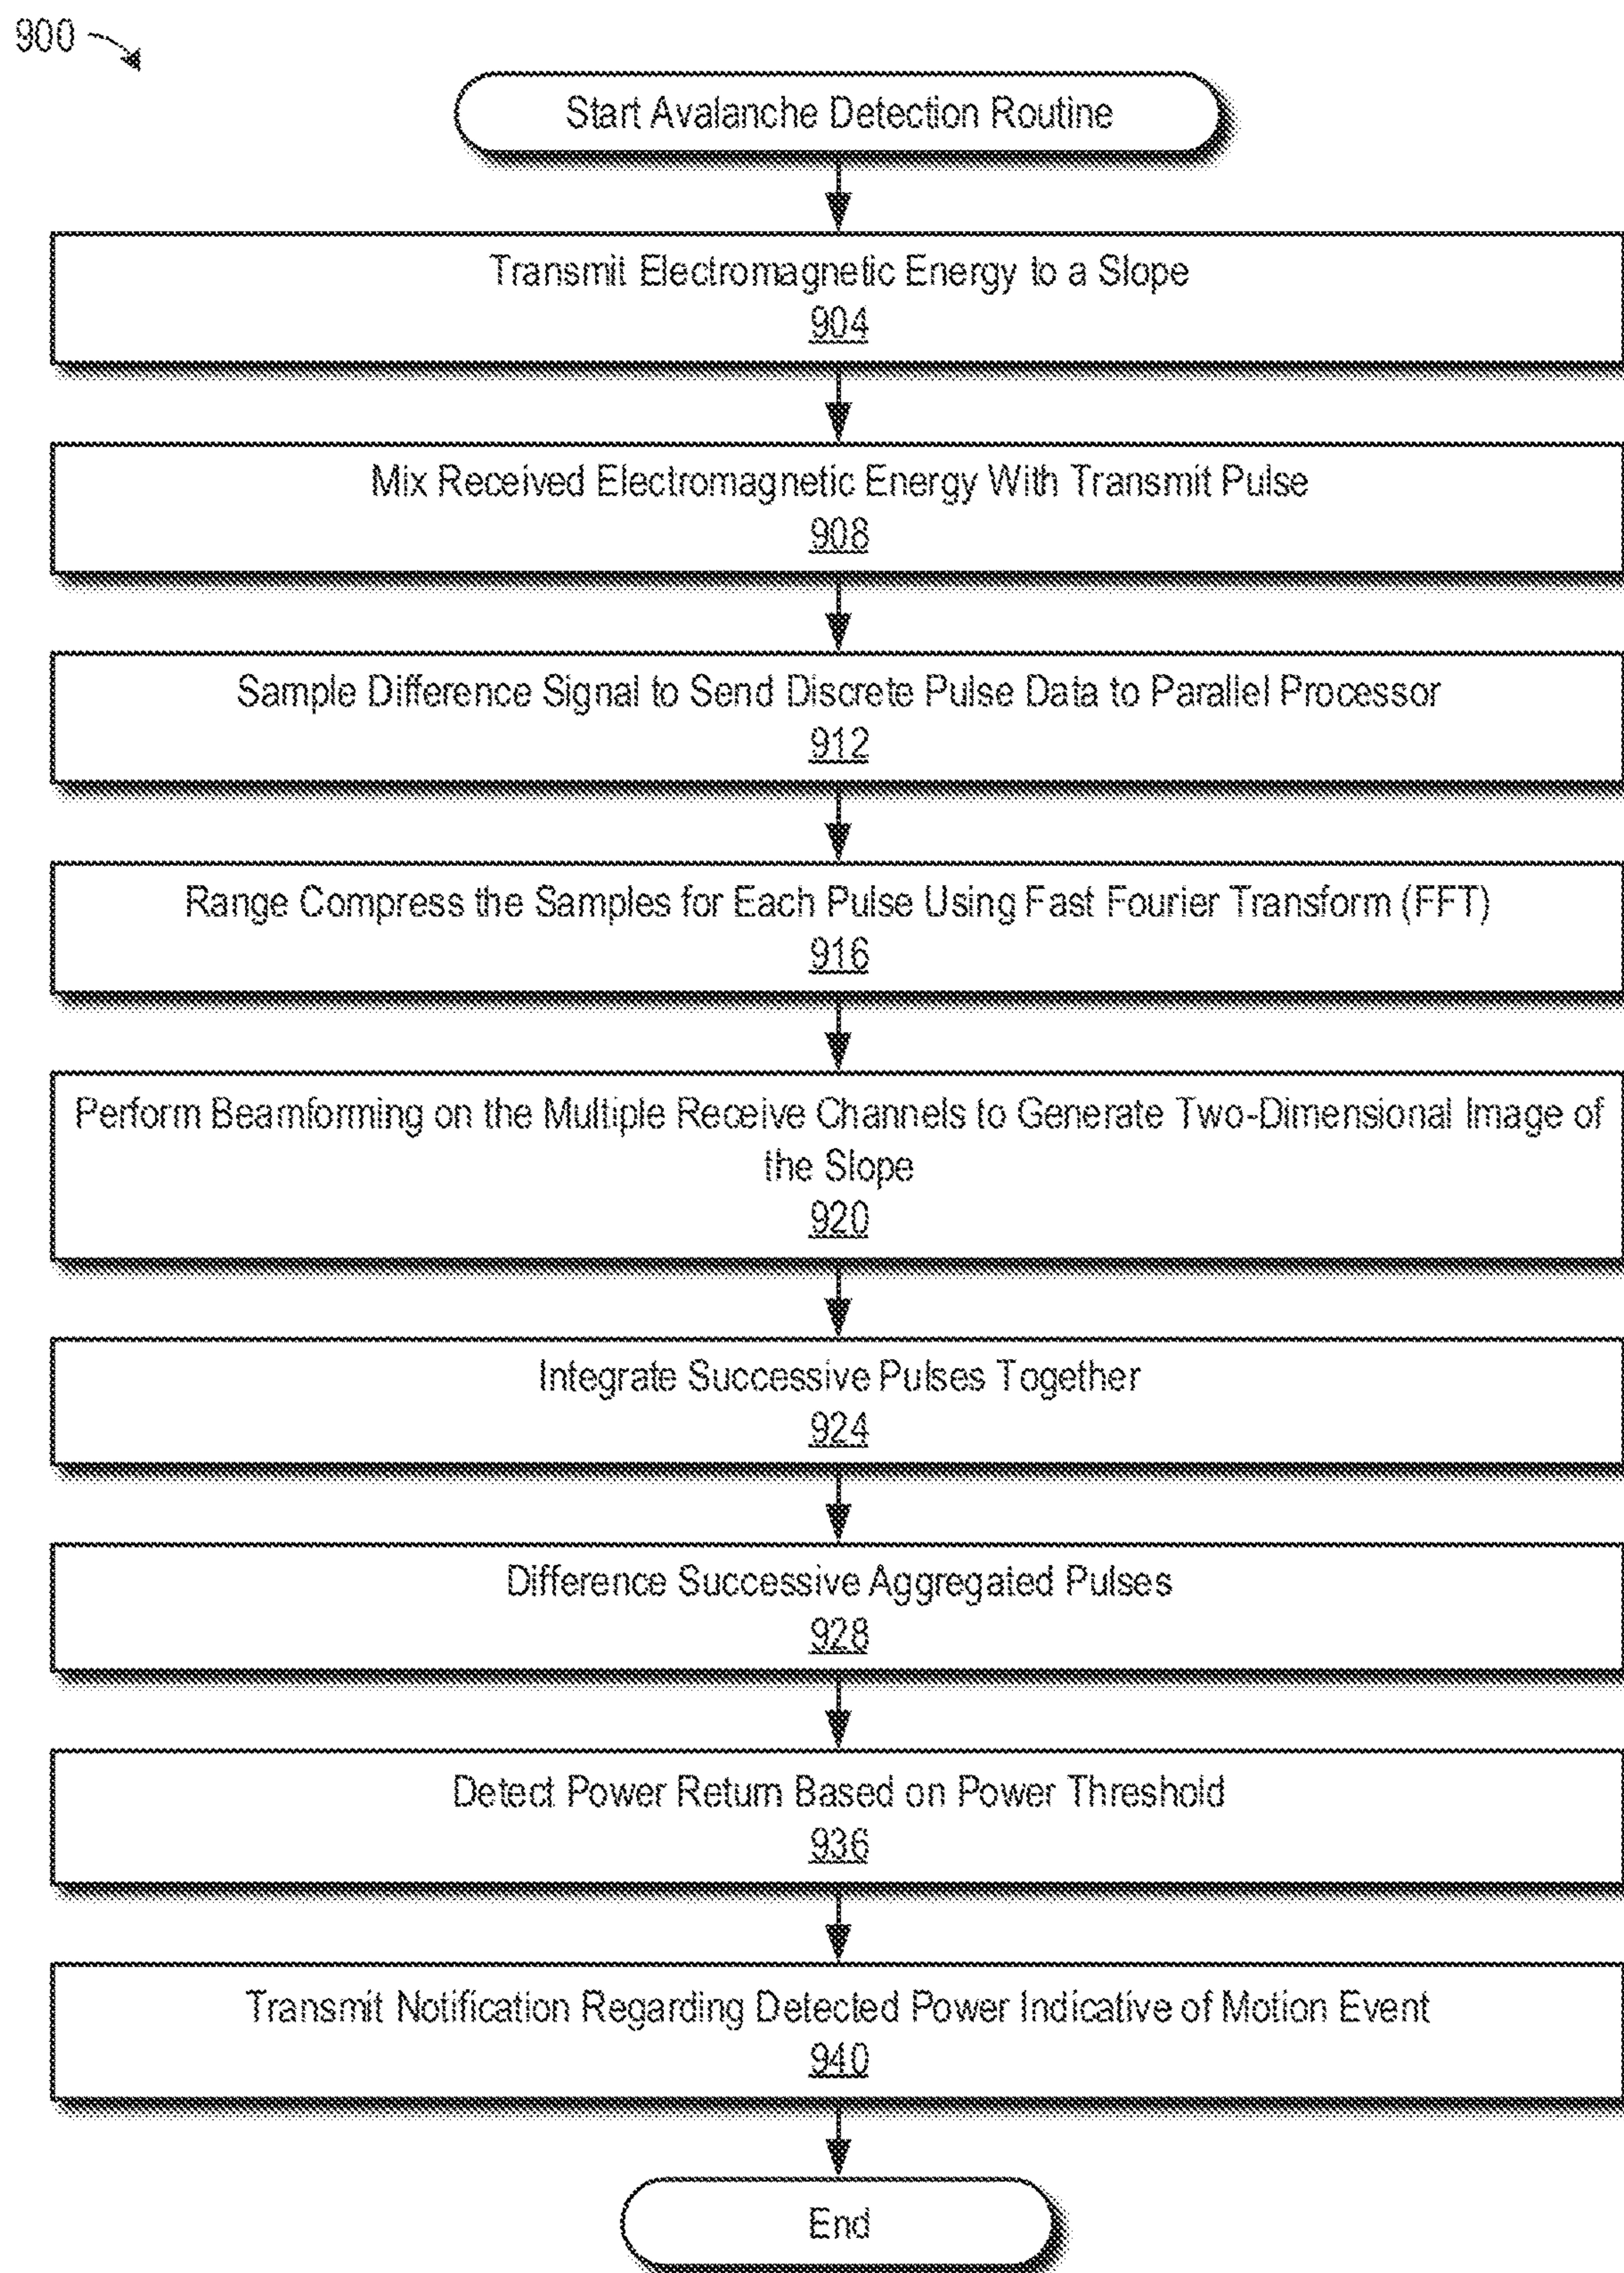 900
Start Avalanche Detection Routine
Transmit Electromagnetic Energy to a Slope
904
Mix Received Electromagnetic Energy With Transmit Pulse
908
Sample Difference Signal to Send Discrete Pulse Data to Parallel Processor
912
Range Compress the Samples for Each Pulse Using Fast Fourier Transform (FFT)
916
Perform Beamforming on the Multiple Receive Channels to Generate Two-Dimensional Image of
the Slope
920
Integrate Successive Pulses Together
924
Difference Successive Aggregated Pulses
928
Detect Power Return Based on Power Threshold
936
Transmit Notification Regarding Detected Power Indicative of Motion Event
940
End